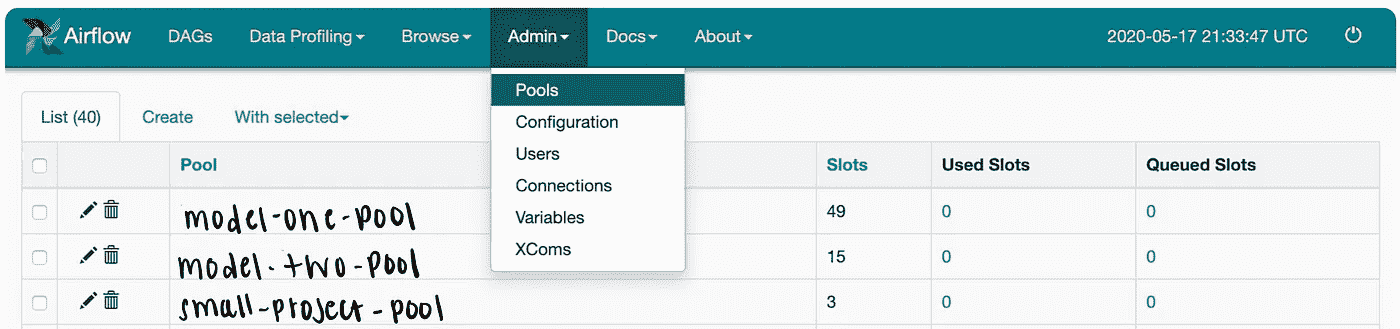 Airflow DAGs Data Profiling Browse Admin Docs About 2020-05-17 21:33:47 UTC
List (40) Create With selected
Pools
Configuration
Users
Connections
Variables
XComs
Pool Slots Used Slots Queued Slots
model-one-pool 49 0 0
model-two-pool 15 0 0
small-project-pool 3 0 0